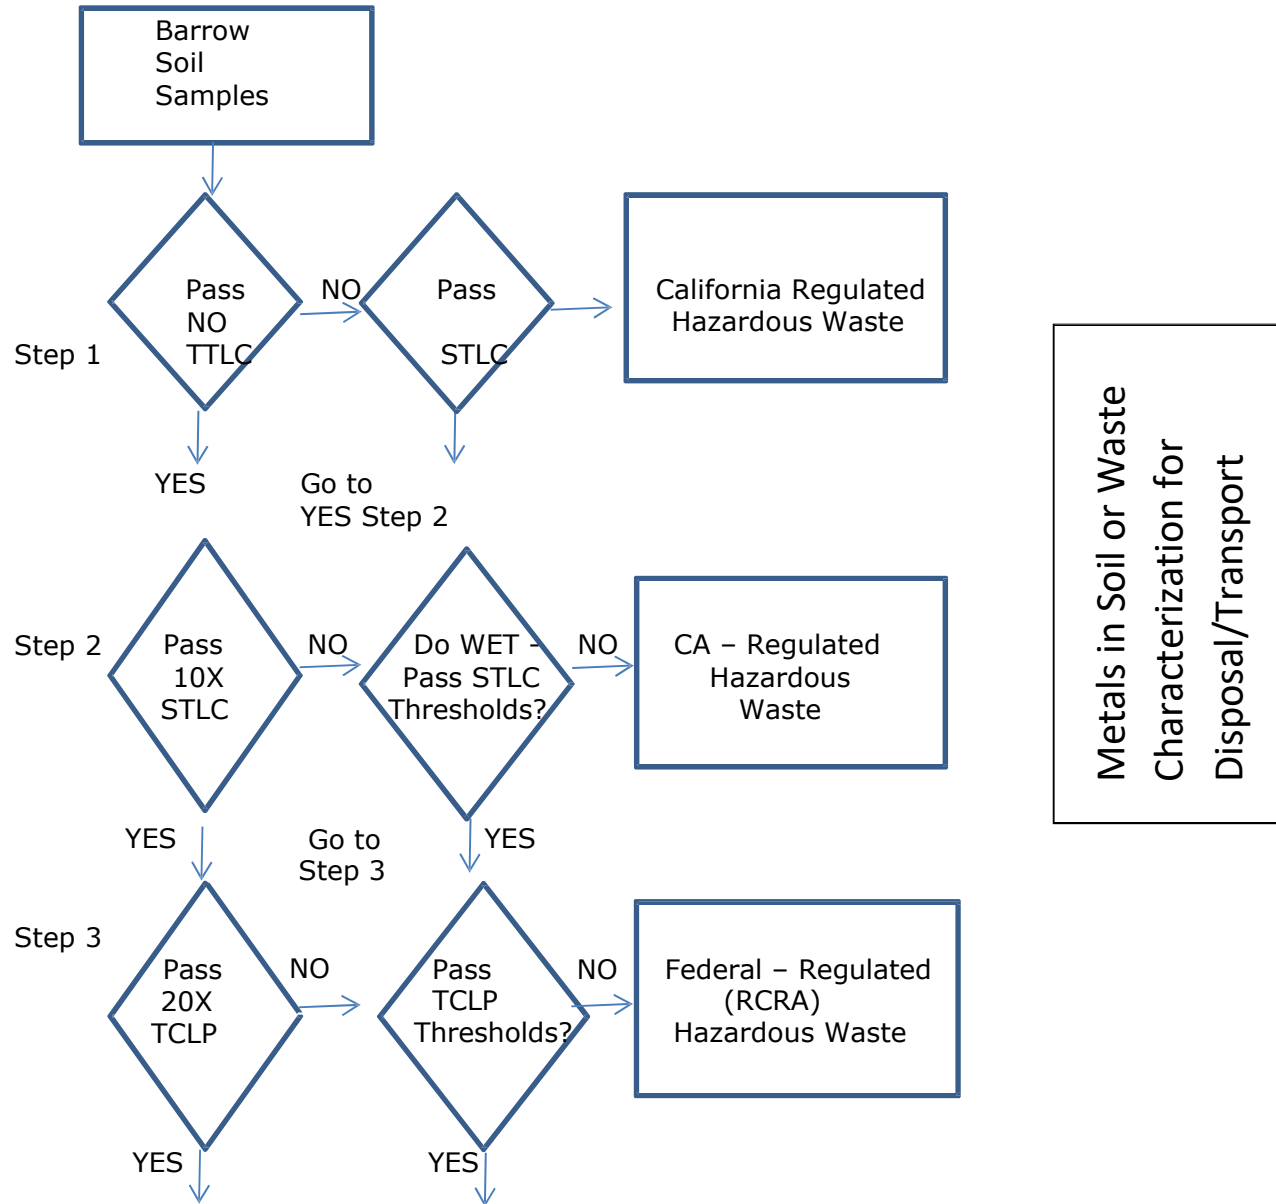 Barrow
Soil
Samples
Step 1
Pass
NO
TTLC
NO
Pass
STLC
California Regulated
Hazardous Waste
YES
Go to
YES Step 2
Step 2
Pass
10X
STLC
NO
Do WET -
Pass STLC
Thresholds?
NO
CA – Regulated
Hazardous
Waste
YES
Go to
Step 3
YES
Step 3
Pass
20X
TCLP
NO
Pass
TCLP
Thresholds?
NO
Federal – Regulated
(RCRA)
Hazardous Waste
YES
YES
Metals in Soil or Waste
Characterization for
Disposal/Transport